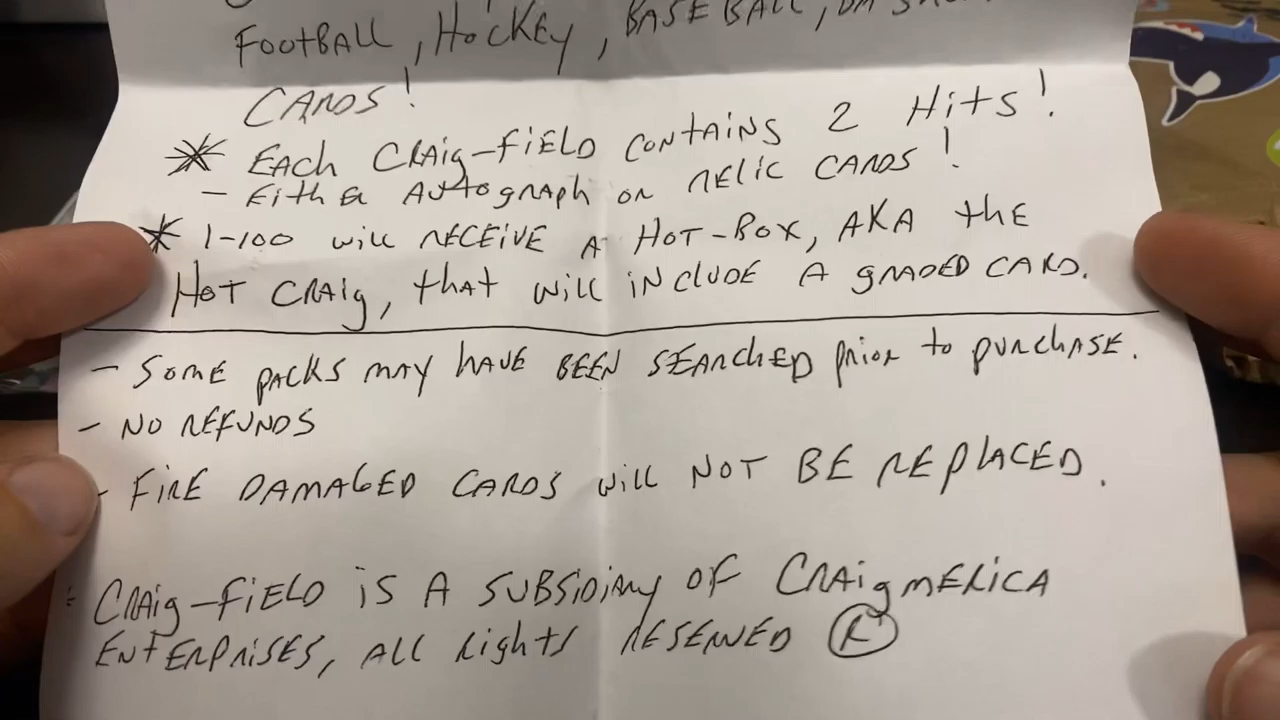 FOOTBALL, HOCKEY, BASEBALL,
CARDS!
* EACH CRAig-FiELD CONTAiNS 2 Hits!
- EithER AUtogRAPH OR RELIC CARDS!
* 1-100 will RECEiVE A HOT-BOX, AKA the
HOT CRAig, tHAt will iNCLUDE A gRADED CARD.
- SOME PACKS MAy HAVE BEEN SEARCHED PRiOR to PURCHASE.
- NO REFUNDS
- FiRE DAMAGED CARDS will NOT BE REPLACED.
- CRAig-FiELD iS A SUBSiDiARy OF CRAigMERICA
ENTERPRiSES, All Rights RESERVED ®